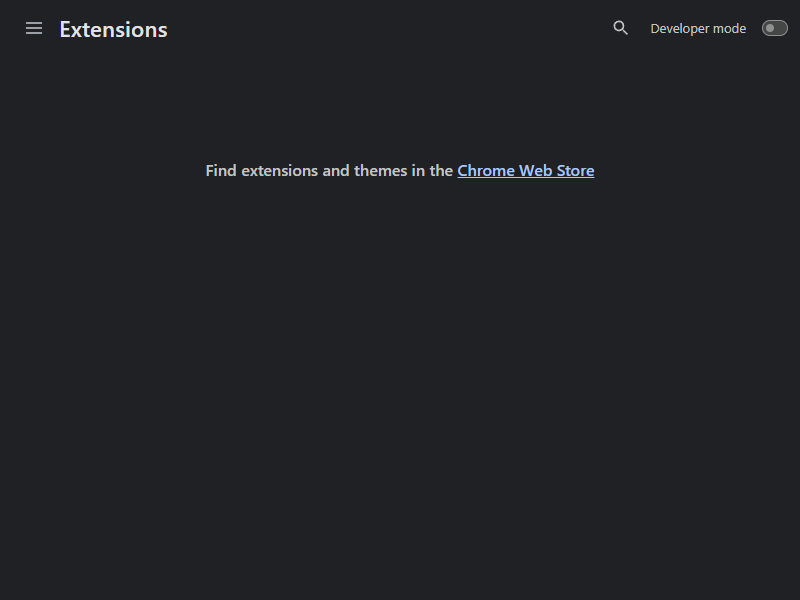 Extensions
Developer mode
Find extensions and themes in the Chrome Web Store